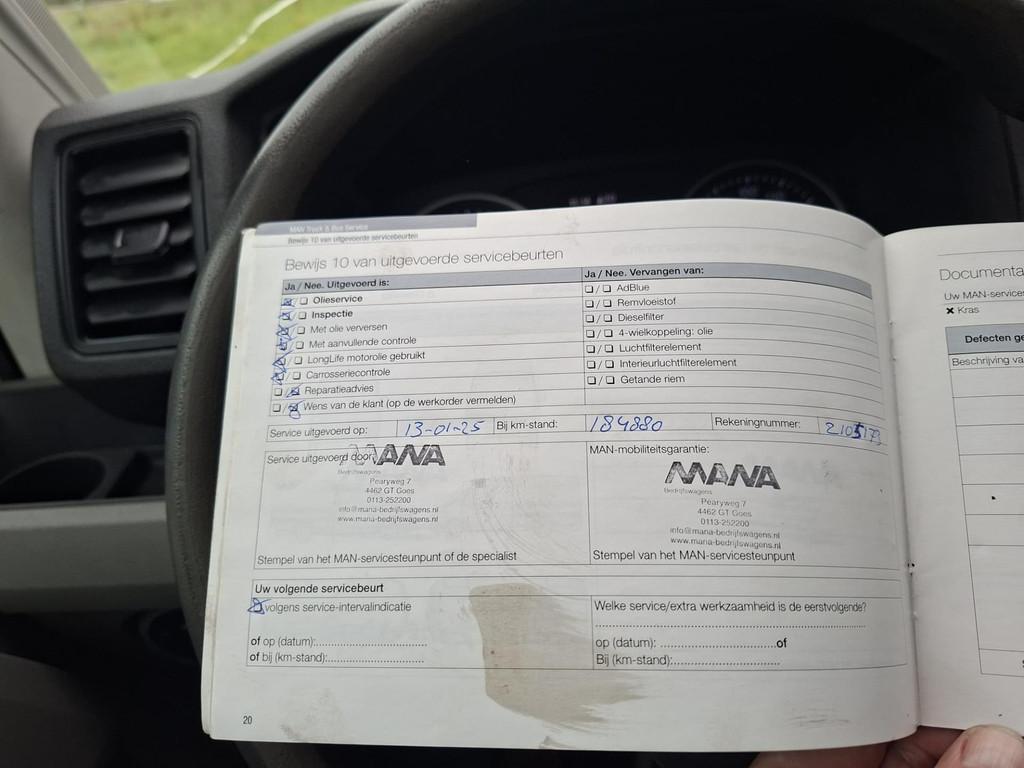 MAN Truck & Bus Service
Bewijs 10 van uitgevoerde servicebeurten
Bewijs 10 van uitgevoerde servicebeurten
Ja / Nee. Uitgevoerd is:
☒/☐ Olieservice
☒/☐ Inspectie
☒/☐ Met olie verversen
☒/☐ Met aanvullende controle
☒/☐ LongLife motorolie gebruikt
☒/☐ Carrosseriecontrole
☐/☒ Reparatieadvies
☐/☒ Wens van de klant (op de werkorder vermelden)
Ja / Nee. Vervangen van:
☐/☐ AdBlue
☐/☐ Remvloeistof
☐/☐ Dieselfilter
☐/☐ 4-wielkoppeling: olie
☐/☐ Luchtfilterelement
☐/☐ Interieurluchtfilterelement
☐/☐ Getande riem
Service uitgevoerd op: 13-01-25 Bij km-stand: 184880 Rekeningnummer: 2105173
Service uitgevoerd door:
MANA
Bedrijfswagens
Pearyweg 7
4462 GT Goes
0113-252200
info@mana-bedrijfswagens.nl
www.mana-bedrijfswagens.nl
Stempel van het MAN-servicesteunpunt of de specialist
MAN-mobiliteitsgarantie:
MANA
Bedrijfswagens
Pearyweg 7
4462 GT Goes
0113-252200
info@mana-bedrijfswagens.nl
www.mana-bedrijfswagens.nl
Stempel van het MAN-servicesteunpunt
Uw volgende servicebeurt
☒ volgens service-intervalindicatie
of op (datum):..............................
of bij (km-stand):..........................
Welke service/extra werkzaamheid is de eerstvolgende?
......................................................................
op (datum): ..............................of
Bij (km-stand):............................
20
Documenta
Uw MAN-services
✖ Kras
Defecten ge
Beschrijving va